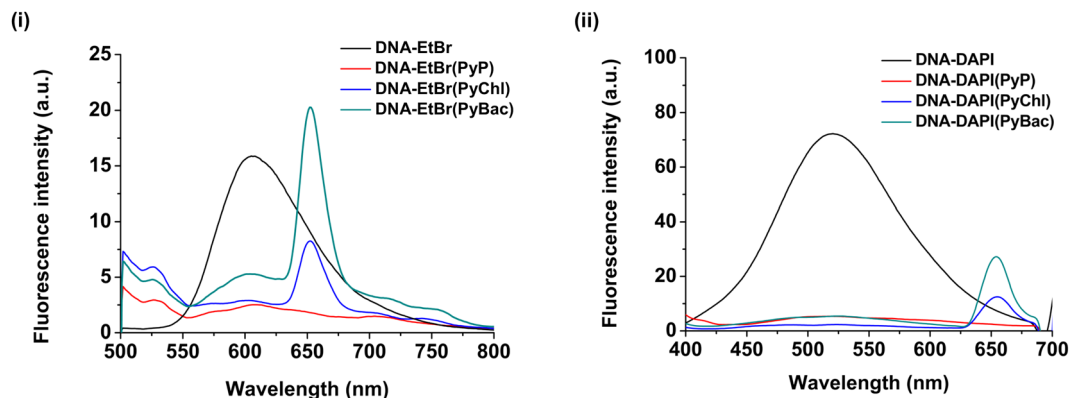 (i)
DNA-EtBr
DNA-EtBr(PyP)
DNA-EtBr(PyChl)
DNA-EtBr(PyBac)
Fluorescence intensity (a.u.)
25
20
15
10
5
0
500 550 600 650 700 750 800
Wavelength (nm)
(ii)
DNA-DAPI
DNA-DAPI(PyP)
DNA-DAPI(PyChl)
DNA-DAPI(PyBac)
Fluorescence intensity (a.u.)
100
80
60
40
20
0
400 450 500 550 600 650 700
Wavelength (nm)